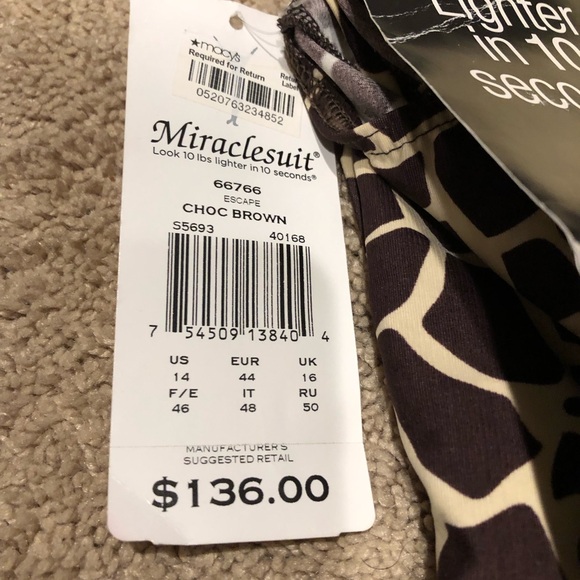 ★macy's
Required for Return
Label
0520763234852
Miraclesuit®
Look 10 lbs lighter in 10 seconds®
66766
ESCAPE
CHOC BROWN
S5693 40168
7 54509 13840 4
US EUR UK
14 44 16
F/E IT RU
46 48 50
MANUFACTURER'S
SUGGESTED RETAIL
$136.00
Lighter
in 10